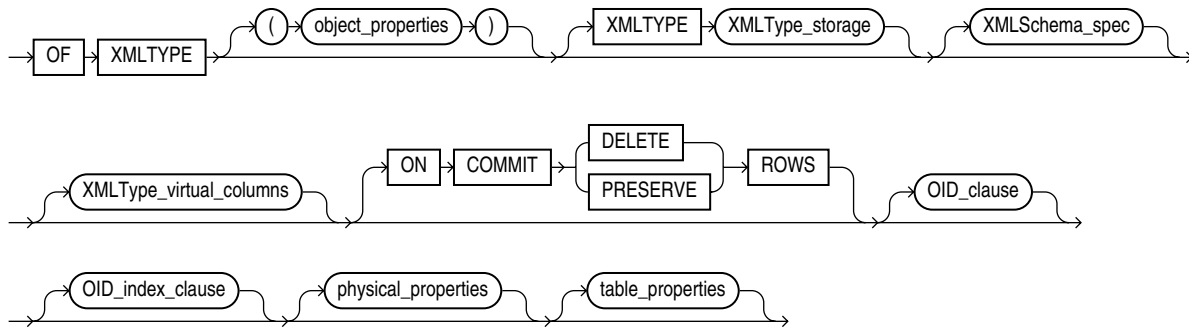 OF XMLTYPE ( object_properties ) XMLTYPE XMLType_storage XMLSchema_spec
XMLType_virtual_columns ON COMMIT DELETE PRESERVE ROWS OID_clause
OID_index_clause physical_properties table_properties